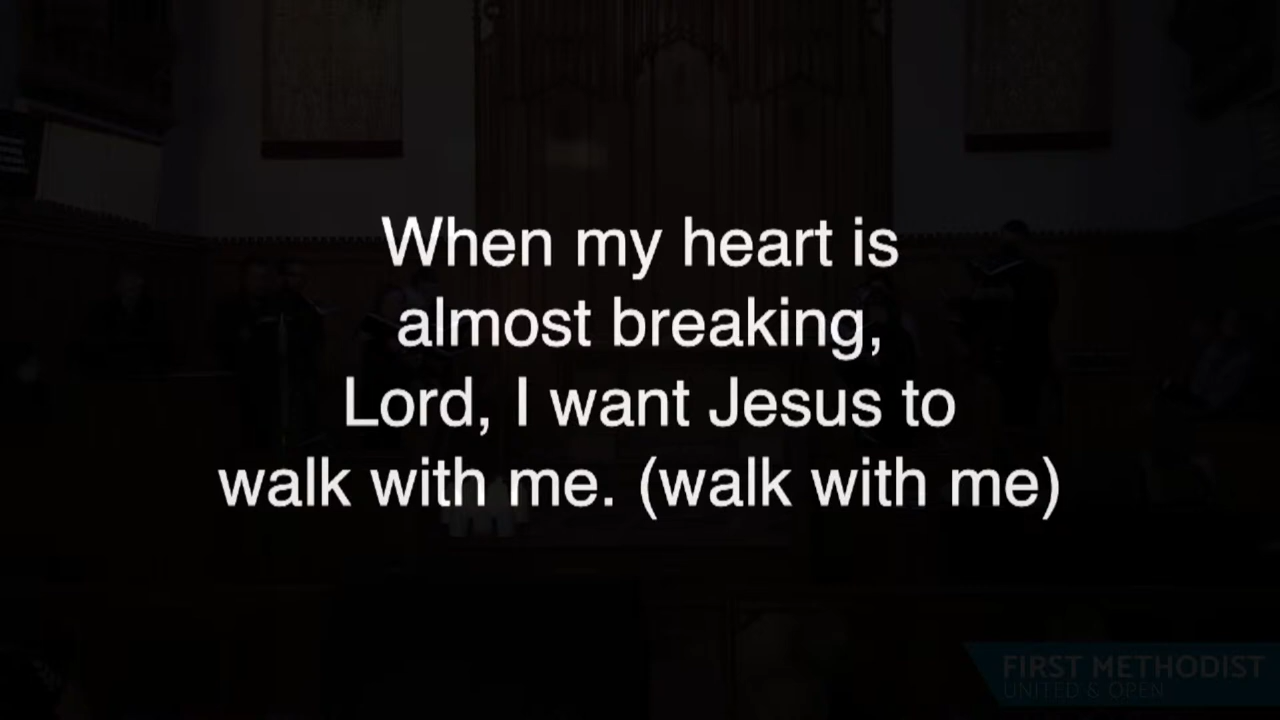 When my heart is
almost breaking,
Lord, I want Jesus to
walk with me. (walk with me)
FIRST METHODIST
UNITED & OPEN